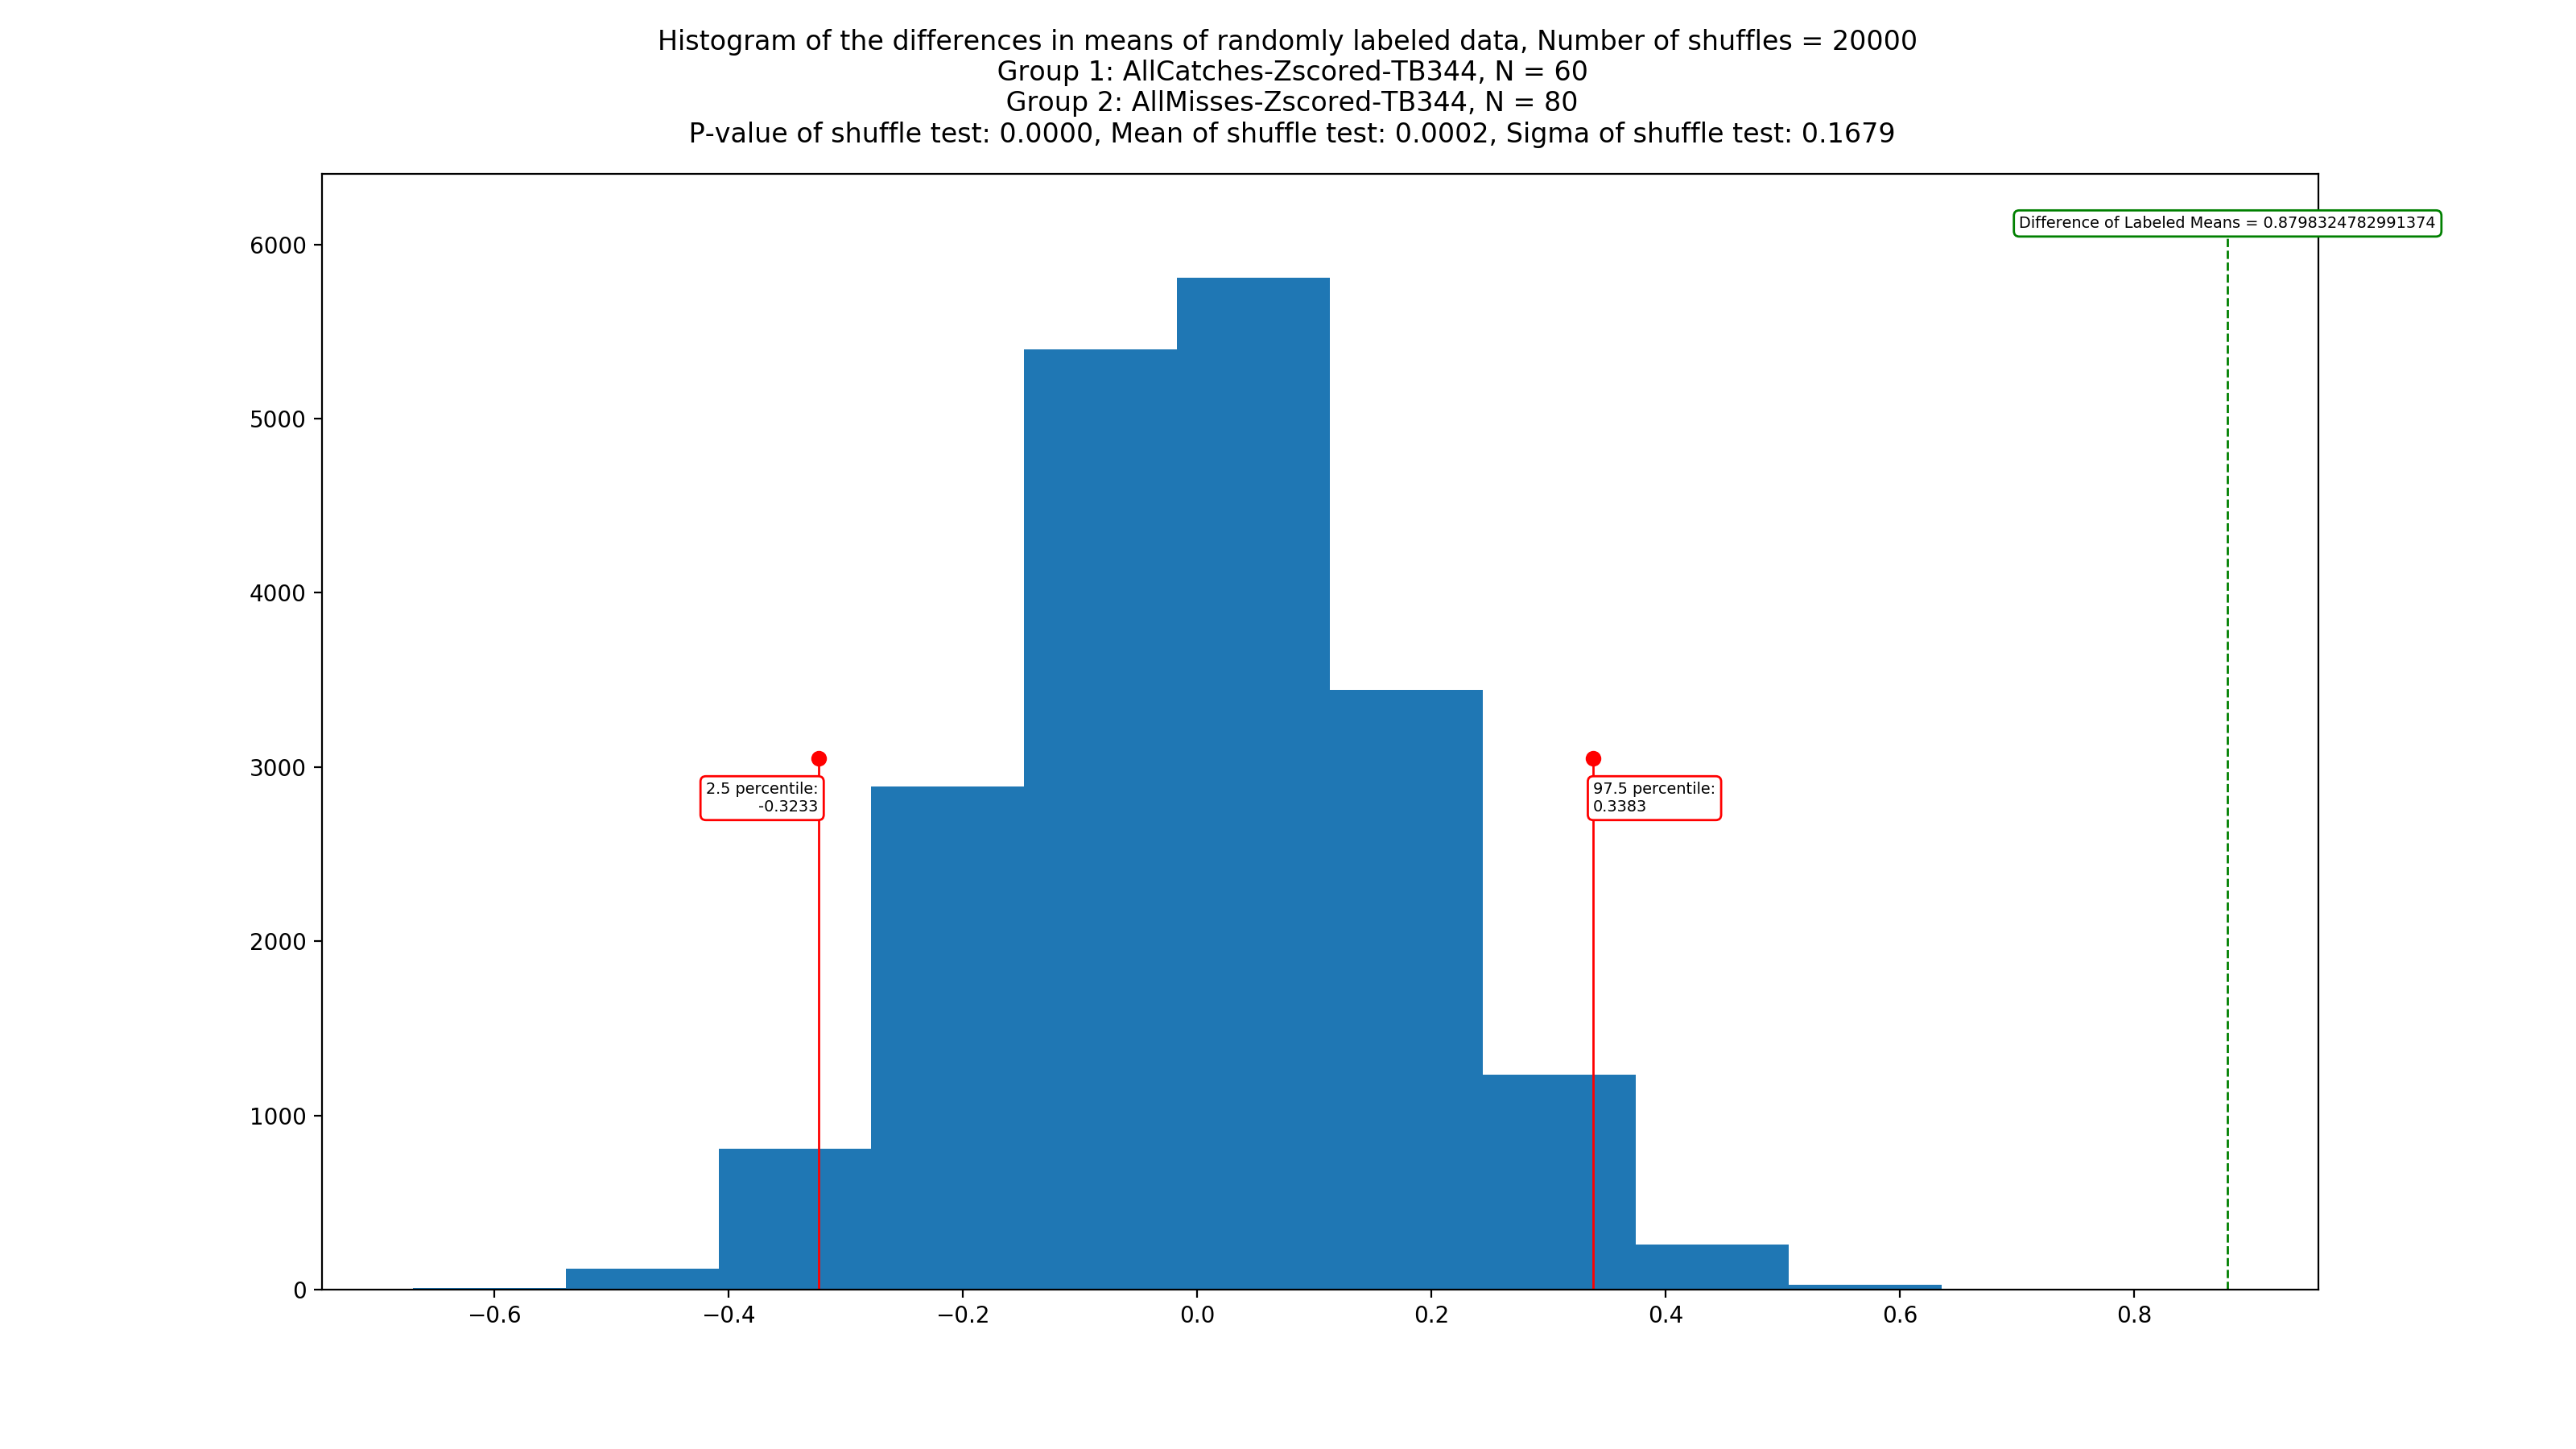 Histogram of the differences in means of randomly labeled data, Number of shuffles = 20000
Group 1: AllCatches-Zscored-TB344, N = 60
Group 2: AllMisses-Zscored-TB344, N = 80
P-value of shuffle test: 0.0000, Mean of shuffle test: 0.0002, Sigma of shuffle test: 0.1679
Difference of Labeled Means = 0.8798324782991374
6000
5000
4000
3000
2000
1000
0
2.5 percentile:
-0.3233
97.5 percentile:
0.3383
−0.6
−0.4
−0.2
0.0
0.2
0.4
0.6
0.8